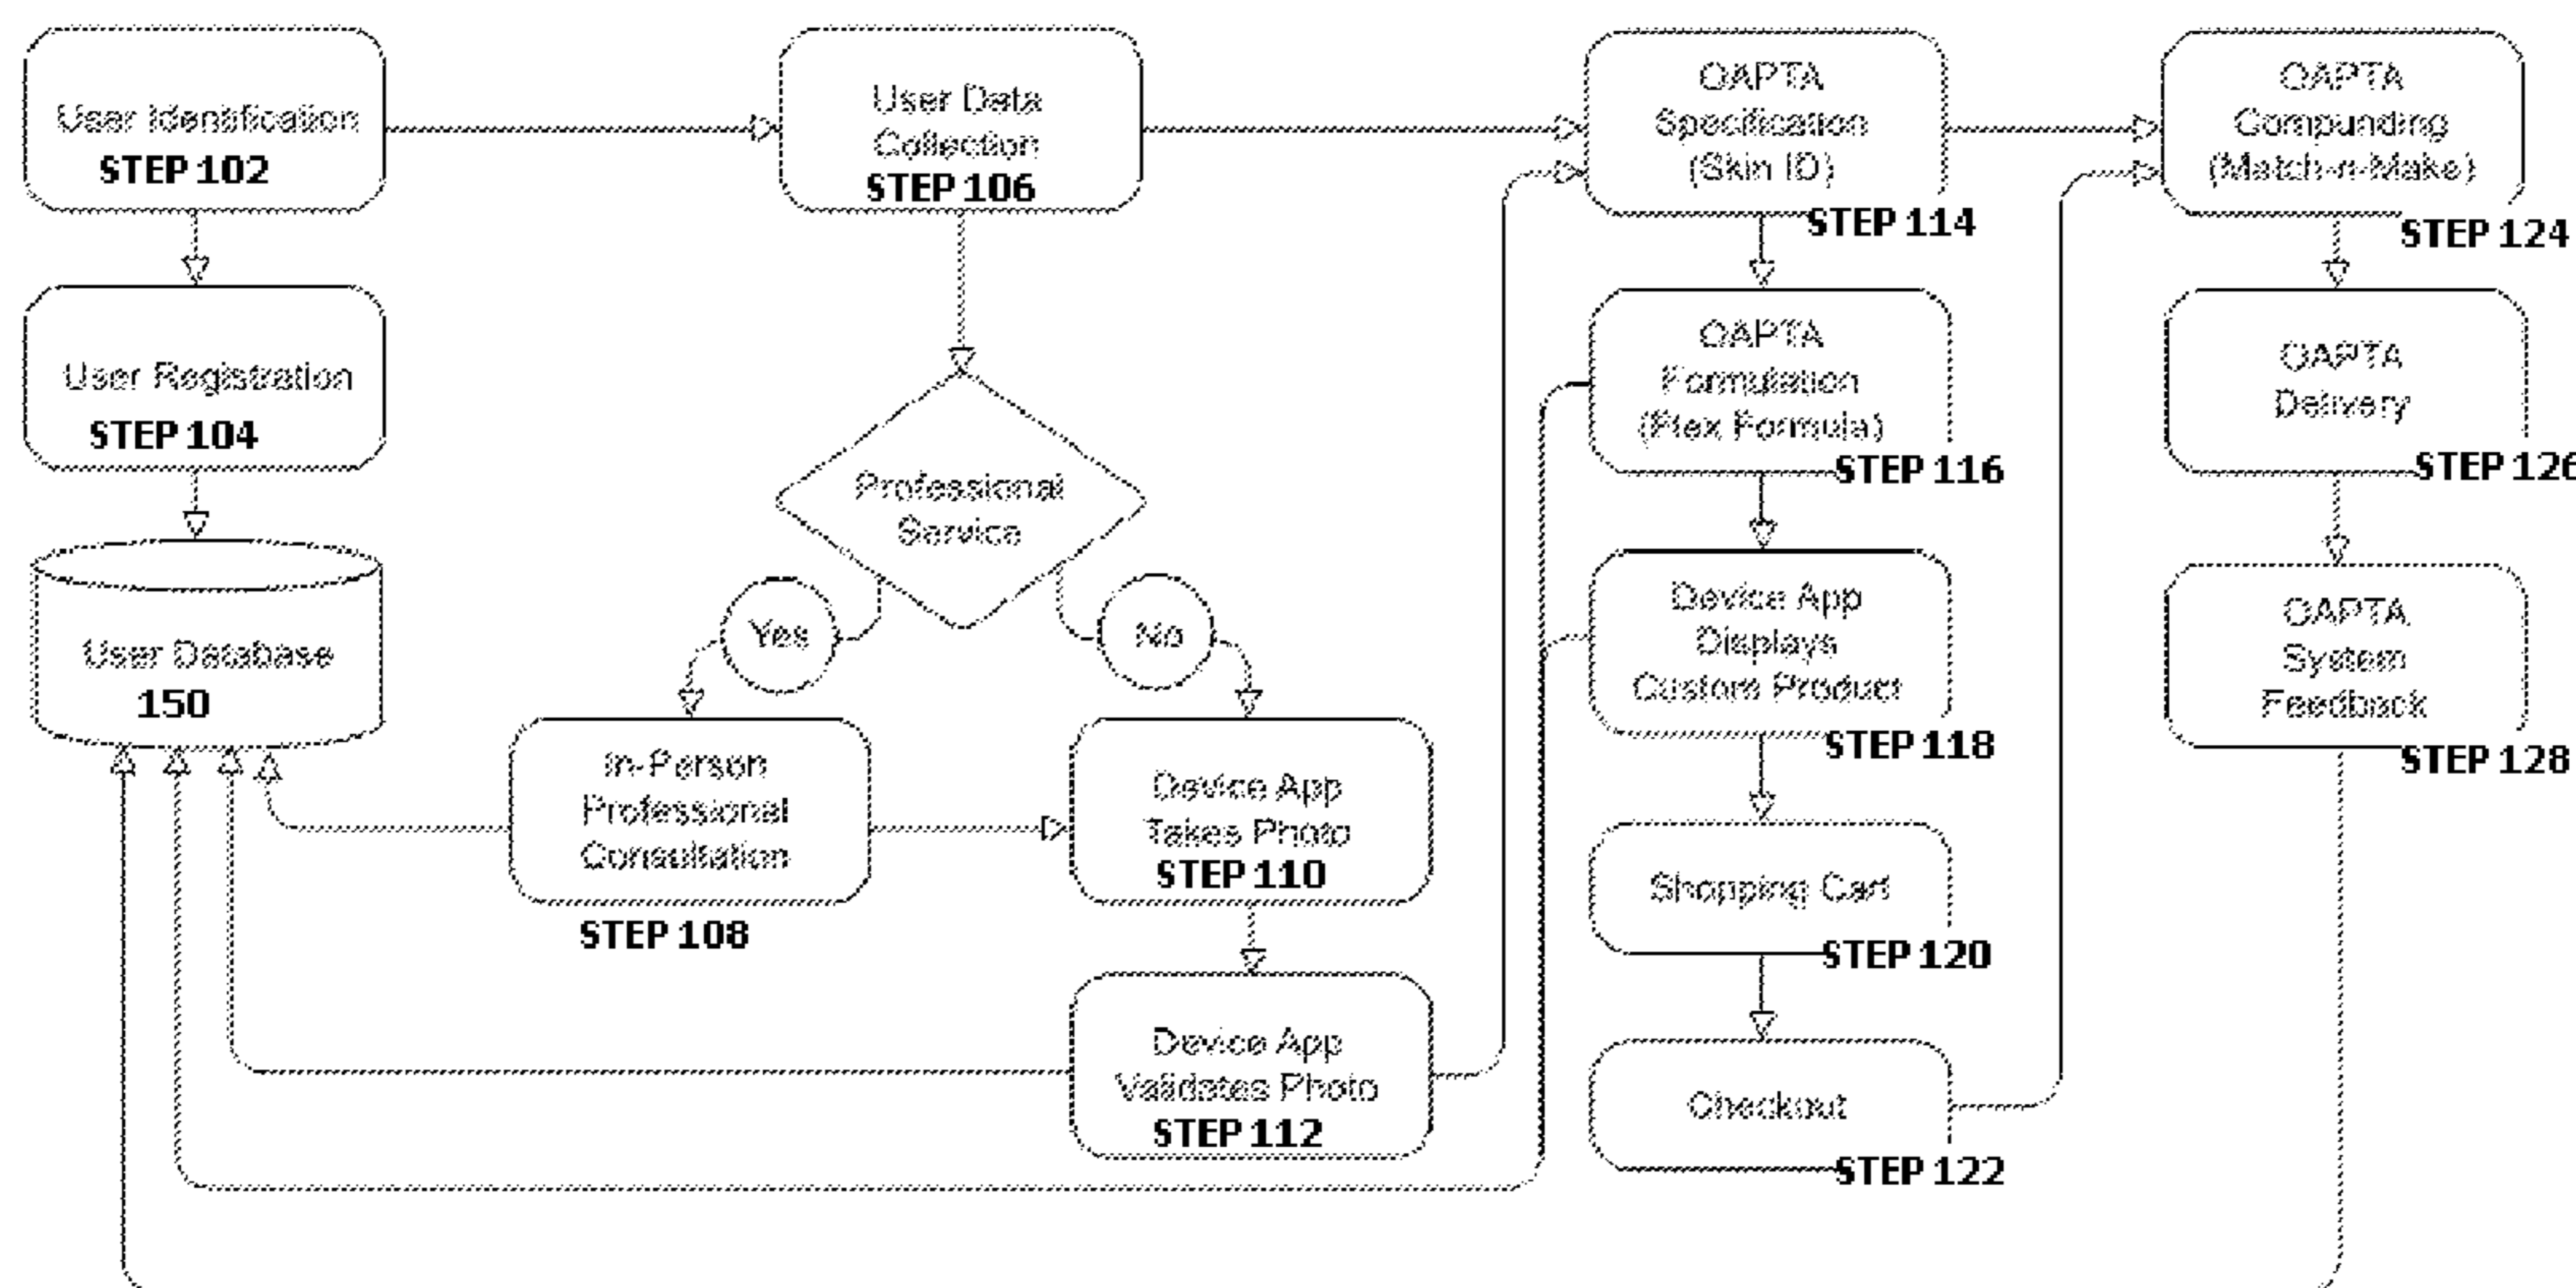 User Identification
STEP 102
User Registration
STEP 104
User Database
150
User Data
Collection
STEP 106
Professional
Service
Yes
No
In-Person
Professional
Consultation
STEP 108
Device App
Takes Photo
STEP 110
Device App
Validates Photo
STEP 112
OAPTA
Specification
(Skin ID)
STEP 114
OAPTA
Formulation
(Flex Formula)
STEP 116
Device App
Displays
Custom Product
STEP 118
Shopping Cart
STEP 120
Checkout
STEP 122
OAPTA
Compunding
(Match-n-Make)
STEP 124
OAPTA
Delivery
STEP 126
OAPTA
System
Feedback
STEP 128